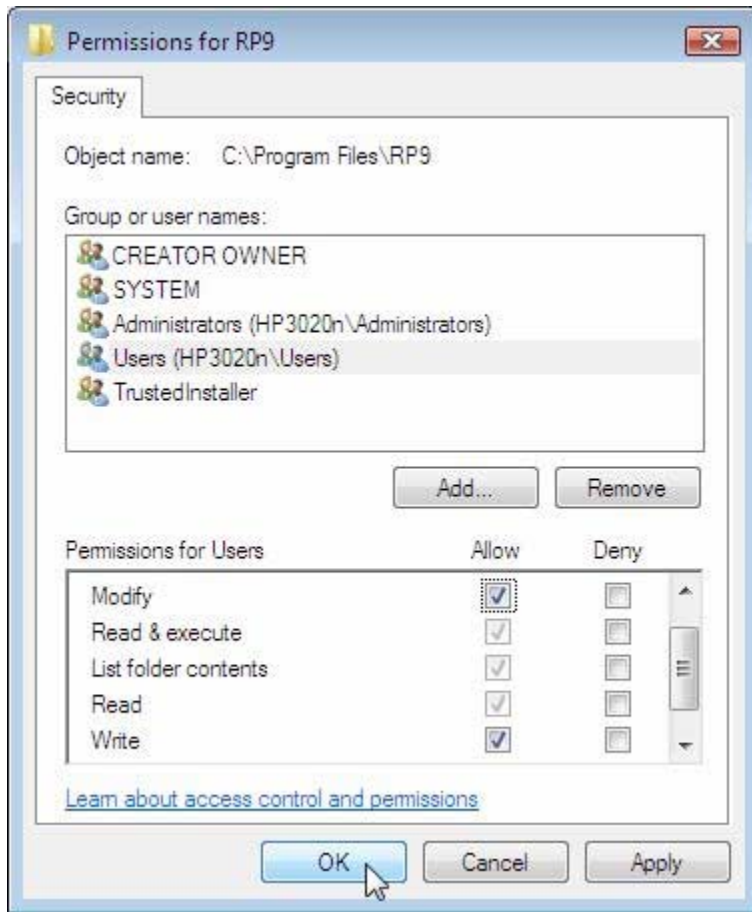 Permissions for RP9
Security
Object name: C:\Program Files\RP9
Group or user names:
CREATOR OWNER
SYSTEM
Administrators (HP3020n\Administrators)
Users (HP3020n\Users)
TrustedInstaller
Add... Remove
Permissions for Users Allow Deny
Modify
Read & execute
List folder contents
Read
Write
Learn about access control and permissions
OK Cancel Apply